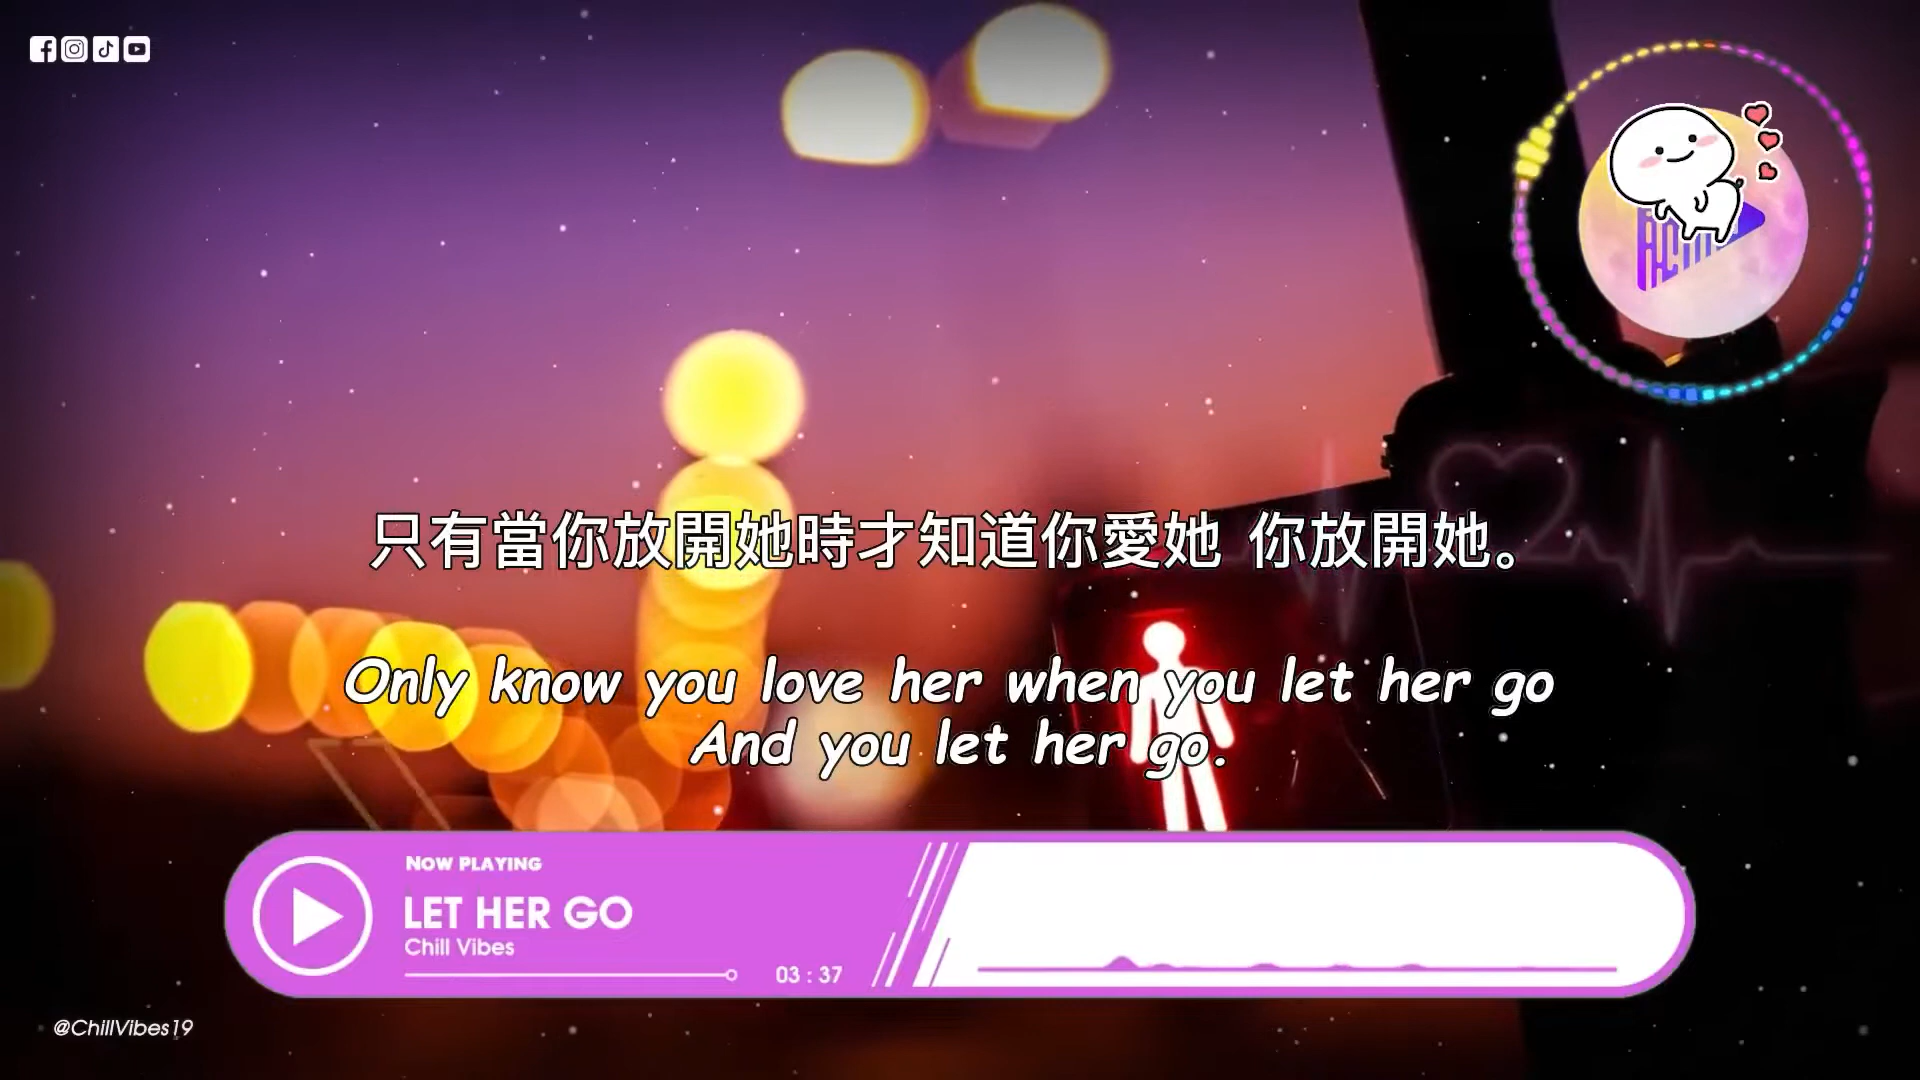 只有當你放開她時才知道你愛她 你放開她。
Only know you love her when you let her go
And you let her go.
NOW PLAYING
LET HER GO
Chill Vibes
03 : 37
@ChillVibes19